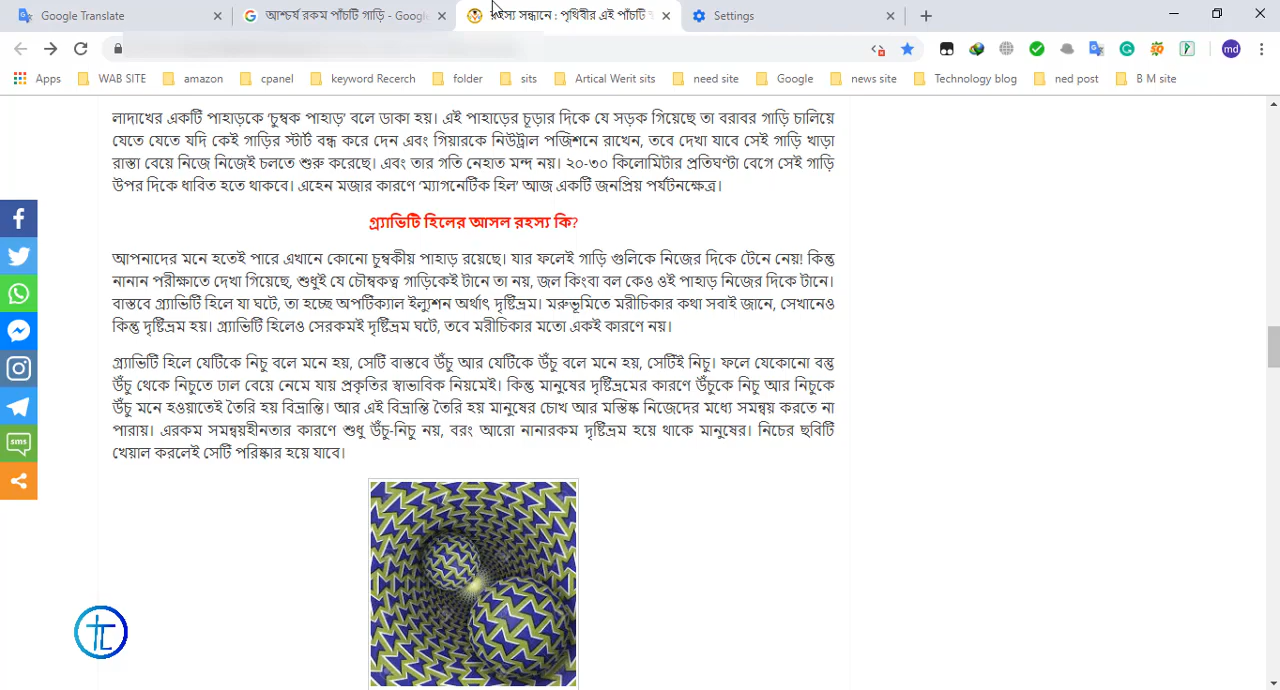 Google Translate
আশ্চর্য রকম পাঁচটি গাড়ি - Google
রহস্য সন্ধানে : পৃথিবীর এই পাঁচটি
Settings
md
Apps WAB SITE amazon cpanel keyword Recerch folder sits Artical Werit sits need site Google news site Technology blog ned post B M site
লাদাখের একটি পাহাড়কে ‘চুম্বক পাহাড়’ বলে ডাকা হয়। এই পাহাড়ের চূড়ার দিকে যে সড়ক গিয়েছে তা বরাবর গাড়ি চালিয়ে
যেতে যেতে যদি কেই গাড়ির স্টার্ট বন্ধ করে দেন এবং গিয়ারকে নিউট্রাল পজিশনে রাখেন, তবে দেখা যাবে সেই গাড়ি খাড়া
রাস্তা বেয়ে নিজে নিজেই চলতে শুরু করেছে। এবং তার গতি নেহাত মন্দ নয়। ২০-৩০ কিলোমিটার প্রতিঘণ্টা বেগে সেই গাড়ি
উপর দিকে ধাবিত হতে থাকবে। এহেন মজার কারণে ‘ম্যাগনেটিক হিল’ আজ একটি জনপ্রিয় পর্যটনক্ষেত্র।
গ্র্যাভিটি হিলের আসল রহস্য কি?
আপনাদের মনে হতেই পারে এখানে কোনো চুম্বকীয় পাহাড় রয়েছে। যার ফলেই গাড়ি গুলিকে নিজের দিকে টেনে নেয়! কিন্তু
নানান পরীক্ষাতে দেখা গিয়েছে, শুধুই যে চৌম্বকত্ব গাড়িকেই টানে তা নয়, জল কিংবা বল কেও ওই পাহাড় নিজের দিকে টানে।
বাস্তবে গ্র্যাভিটি হিলে যা ঘটে, তা হচ্ছে অপটিক্যাল ইল্যুশন অর্থাৎ দৃষ্টিভ্রম। মরুভূমিতে মরীচিকার কথা সবাই জানে, সেখানেও
কিন্তু দৃষ্টিভ্রম হয়। গ্র্যাভিটি হিলেও সেরকমই দৃষ্টিভ্রম ঘটে, তবে মরীচিকার মতো একই কারণে নয়।
গ্র্যাভিটি হিলে যেটিকে নিচু বলে মনে হয়, সেটি বাস্তবে উঁচু আর যেটিকে উঁচু বলে মনে হয়, সেটিই নিচু। ফলে যেকোনো বস্তু
উঁচু থেকে নিচুতে ঢাল বেয়ে নেমে যায় প্রকৃতির স্বাভাবিক নিয়মেই। কিন্তু মানুষের দৃষ্টিভ্রমের কারণে উঁচুকে নিচু আর নিচুকে
উঁচু মনে হওয়াতেই তৈরি হয় বিভ্রান্তি। আর এই বিভ্রান্তি তৈরি হয় মানুষের চোখ আর মস্তিষ্ক নিজেদের মধ্যে সমন্বয় করতে না
পারায়। এরকম সমন্বয়হীনতার কারণে শুধু উঁচু-নিচু নয়, বরং আরো নানারকম দৃষ্টিভ্রম হয়ে থাকে মানুষের। নিচের ছবিটি
খেয়াল করলেই সেটি পরিষ্কার হয়ে যাবে।
sms